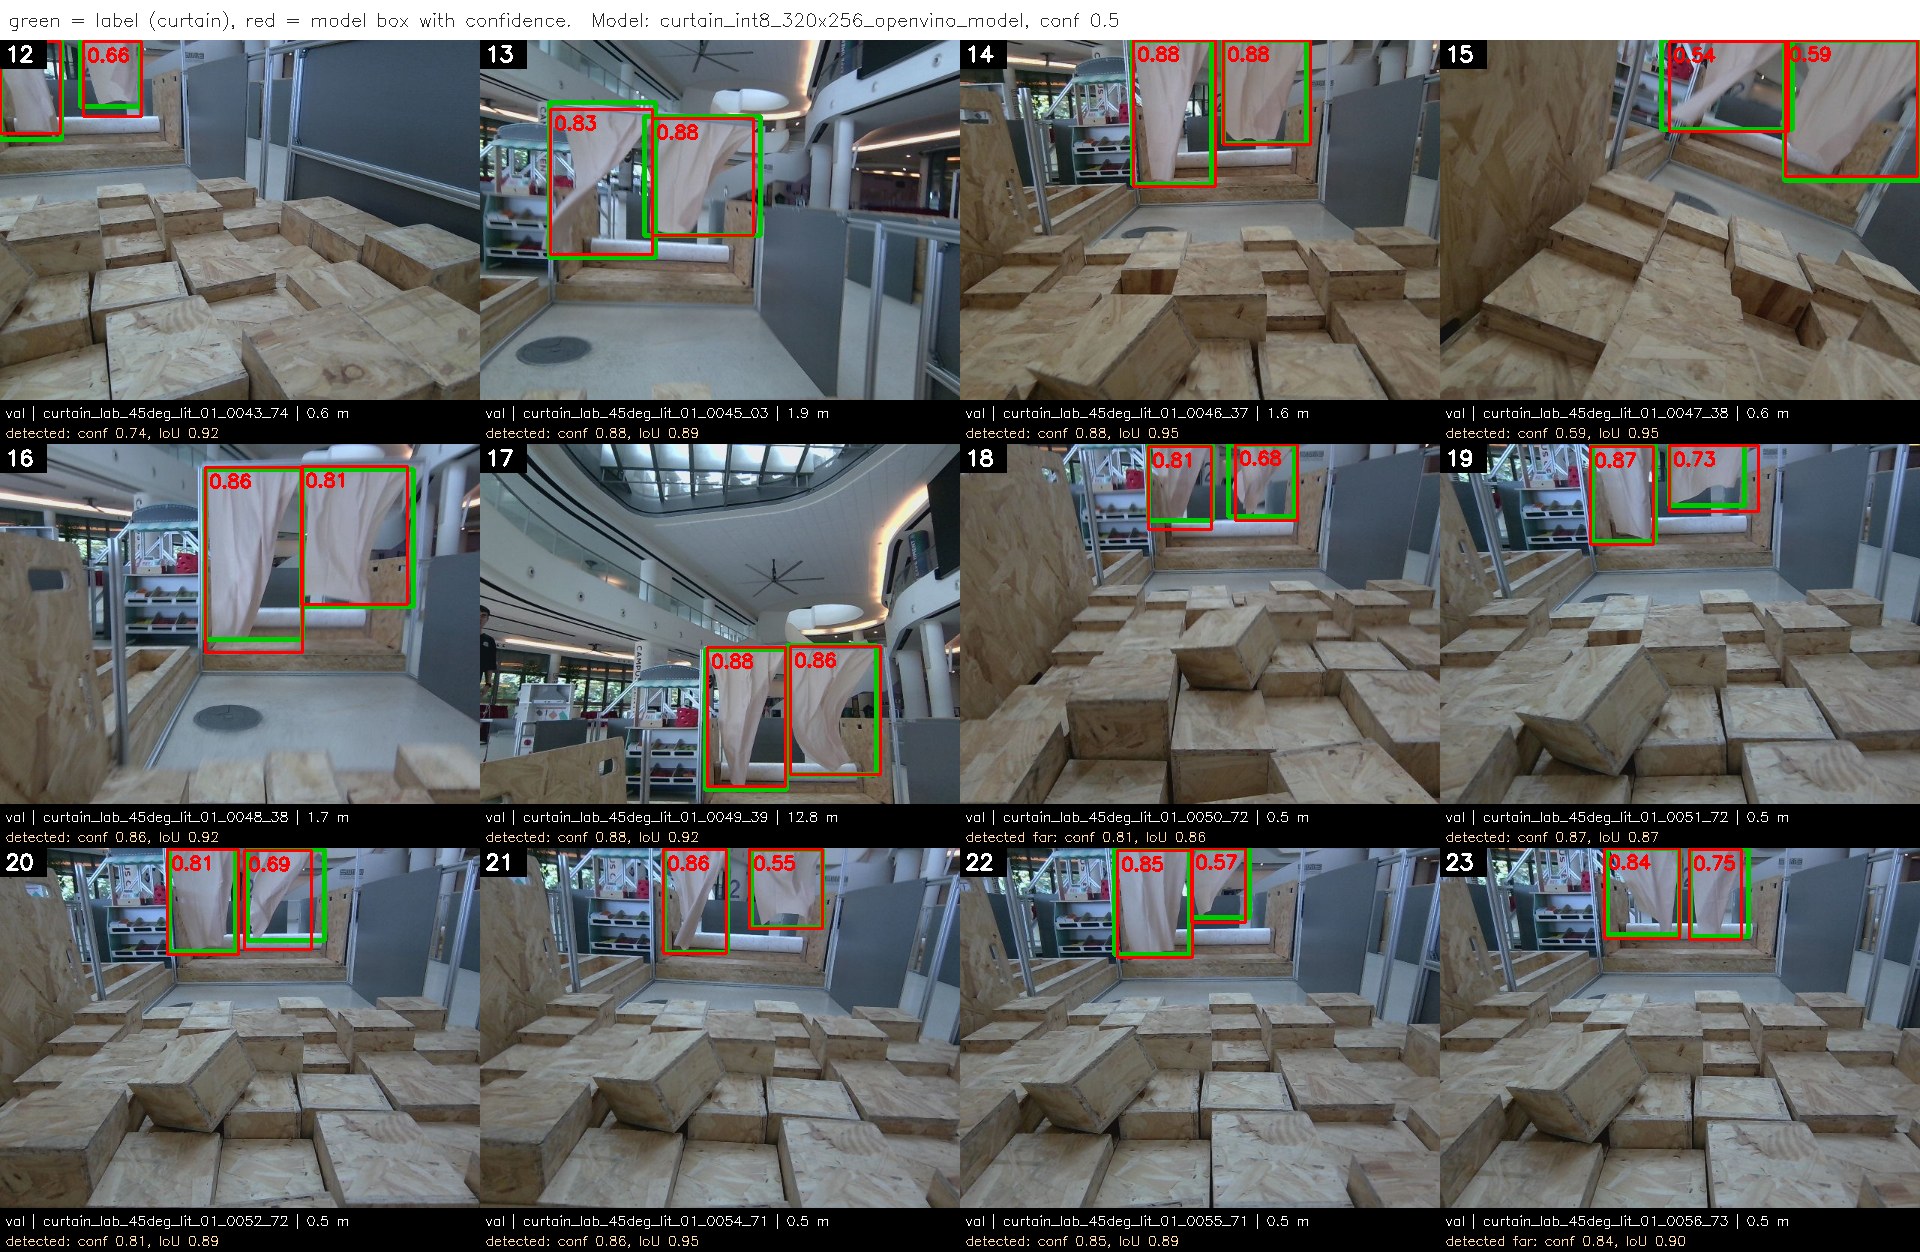 green = label (curtain), red = model box with confidence.  Model: curtain_int8_320x256_openvino_model, conf 0.5
12
0.66
val | curtain_lab_45deg_lit_01_0043_74 | 0.6 m
detected: conf 0.74, IoU 0.92
13
0.83
0.88
val | curtain_lab_45deg_lit_01_0045_03 | 1.9 m
detected: conf 0.88, IoU 0.89
14
0.88
0.88
val | curtain_lab_45deg_lit_01_0046_37 | 1.6 m
detected: conf 0.88, IoU 0.95
15
0.54
0.59
val | curtain_lab_45deg_lit_01_0047_38 | 0.6 m
detected: conf 0.59, IoU 0.95
16
0.86
0.81
val | curtain_lab_45deg_lit_01_0048_38 | 1.7 m
detected: conf 0.86, IoU 0.92
17
0.88
0.86
val | curtain_lab_45deg_lit_01_0049_39 | 12.8 m
detected: conf 0.88, IoU 0.92
18
0.81
0.68
val | curtain_lab_45deg_lit_01_0050_72 | 0.5 m
detected far: conf 0.81, IoU 0.86
19
0.87
0.73
val | curtain_lab_45deg_lit_01_0051_72 | 0.5 m
detected: conf 0.87, IoU 0.87
20
0.81
0.69
val | curtain_lab_45deg_lit_01_0052_72 | 0.5 m
detected: conf 0.81, IoU 0.89
21
0.86
0.55
val | curtain_lab_45deg_lit_01_0054_71 | 0.5 m
detected: conf 0.86, IoU 0.95
22
0.85
0.57
val | curtain_lab_45deg_lit_01_0055_71 | 0.5 m
detected: conf 0.85, IoU 0.89
23
0.84
0.75
val | curtain_lab_45deg_lit_01_0056_73 | 0.5 m
detected far: conf 0.84, IoU 0.90